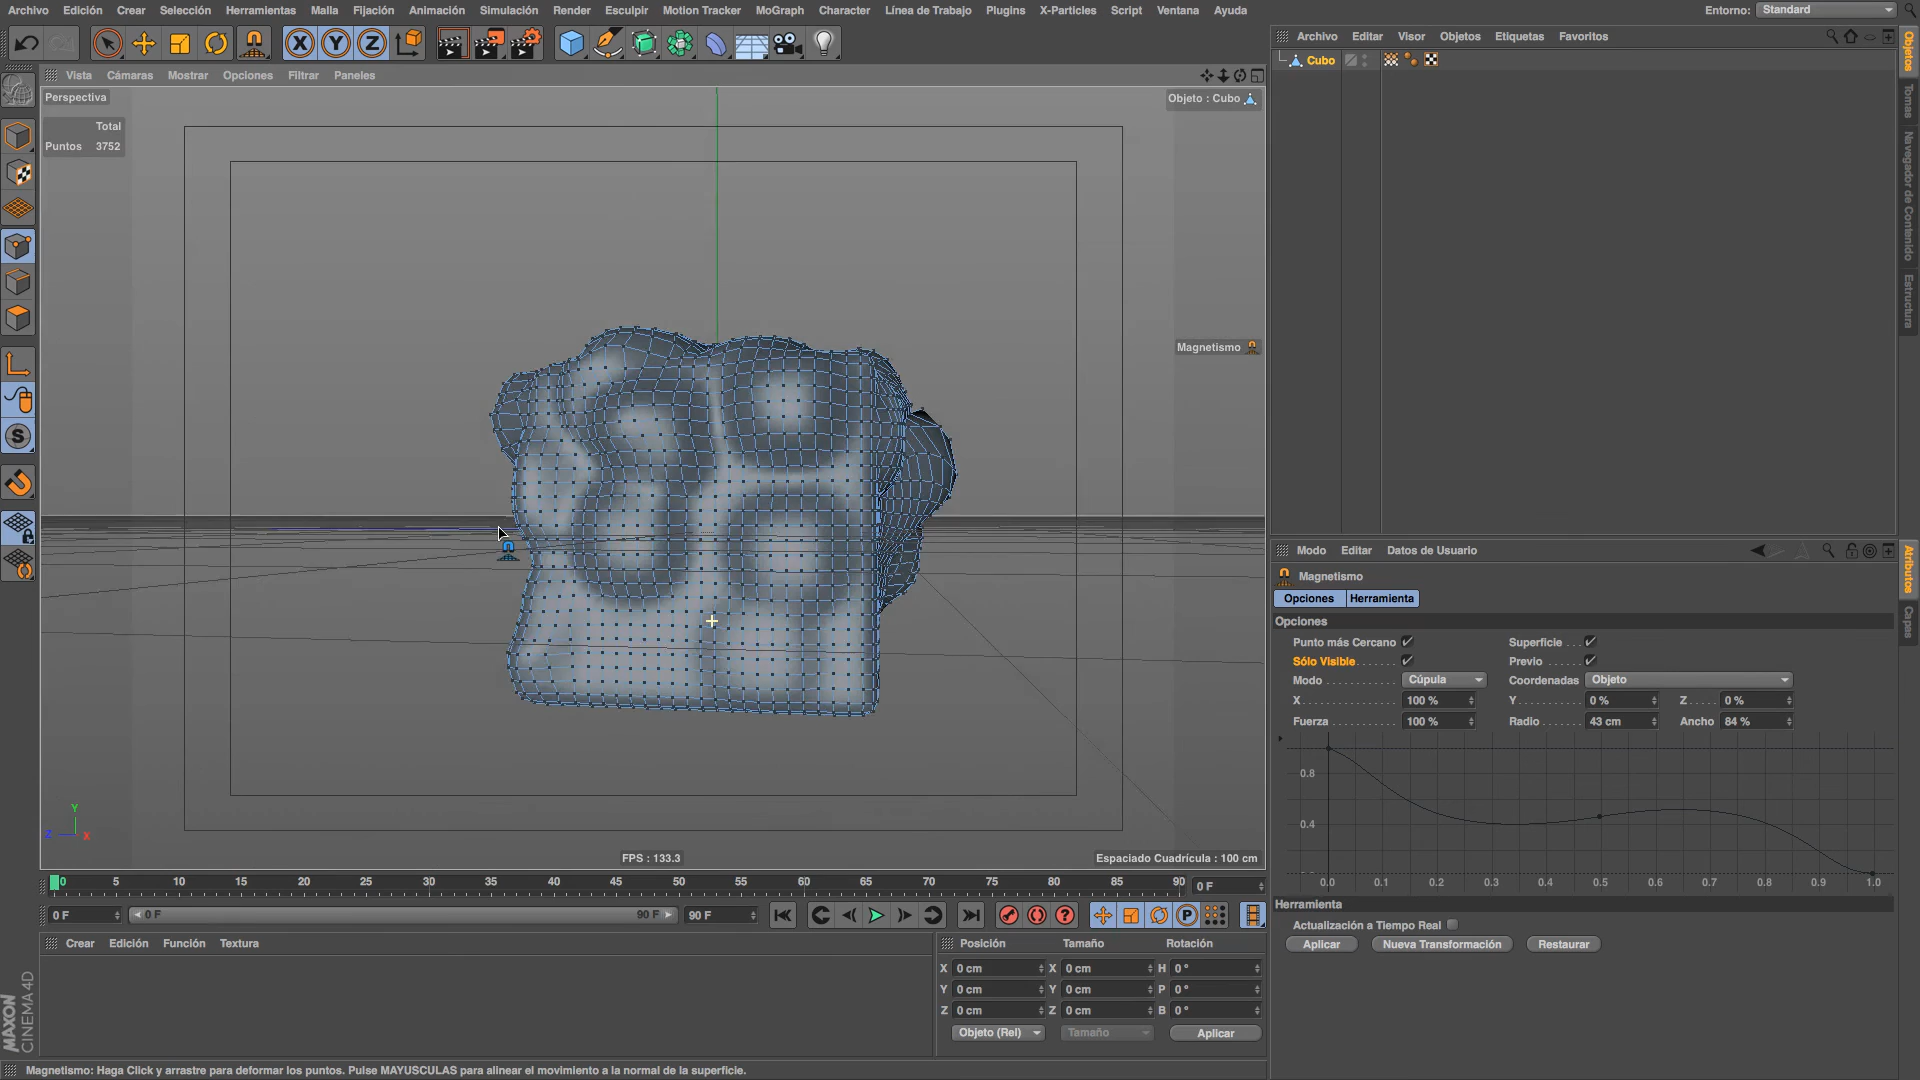 Archivo Edición Crear Selección Herramientas Malla Fijación Animación Simulación Render Esculpir Motion Tracker MoGraph Character Línea de Trabajo Plugins X-Particles Script Ventana Ayuda
Entorno: Standard
Archivo Editar Visor Objetos Etiquetas Favoritos
Cubo
Vista Cámaras Mostrar Opciones Filtrar Paneles
Perspectiva
Objeto : Cubo
Total
Puntos 3752
Magnetismo
Y
Z
X
FPS : 133.3
Espaciado Cuadrícula : 100 cm
Objetos
Tomas
Navegador de Contenido
Estructura
Modo Editar Datos de Usuario
Magnetismo
Opciones Herramienta
Opciones
Punto más Cercano Superficie
Sólo Visible Previo
Modo Cúpula Coordenadas Objeto
X 100 % Y 0 % Z 0 %
Fuerza 100 % Radio 43 cm Ancho 84 %
0.8
0.4
0.0 0.1 0.2 0.3 0.4 0.5 0.6 0.7 0.8 0.9 1.0
Herramienta
Actualización a Tiempo Real
Aplicar Nueva Transformación Restaurar
Atributos
Capas
0 5 10 15 20 25 30 35 40 45 50 55 60 65 70 75 80 85 90 0 F
0 F 0 F 90 F 90 F
Crear Edición Función Textura
Posición Tamaño Rotación
X 0 cm X 0 cm H 0 °
Y 0 cm Y 0 cm P 0 °
Z 0 cm Z 0 cm B 0 °
Objeto (Rel) Tamaño Aplicar
MAXON
CINEMA 4D
Magnetismo: Haga Click y arrastre para deformar los puntos. Pulse MAYUSCULAS para alinear el movimiento a la normal de la superficie.